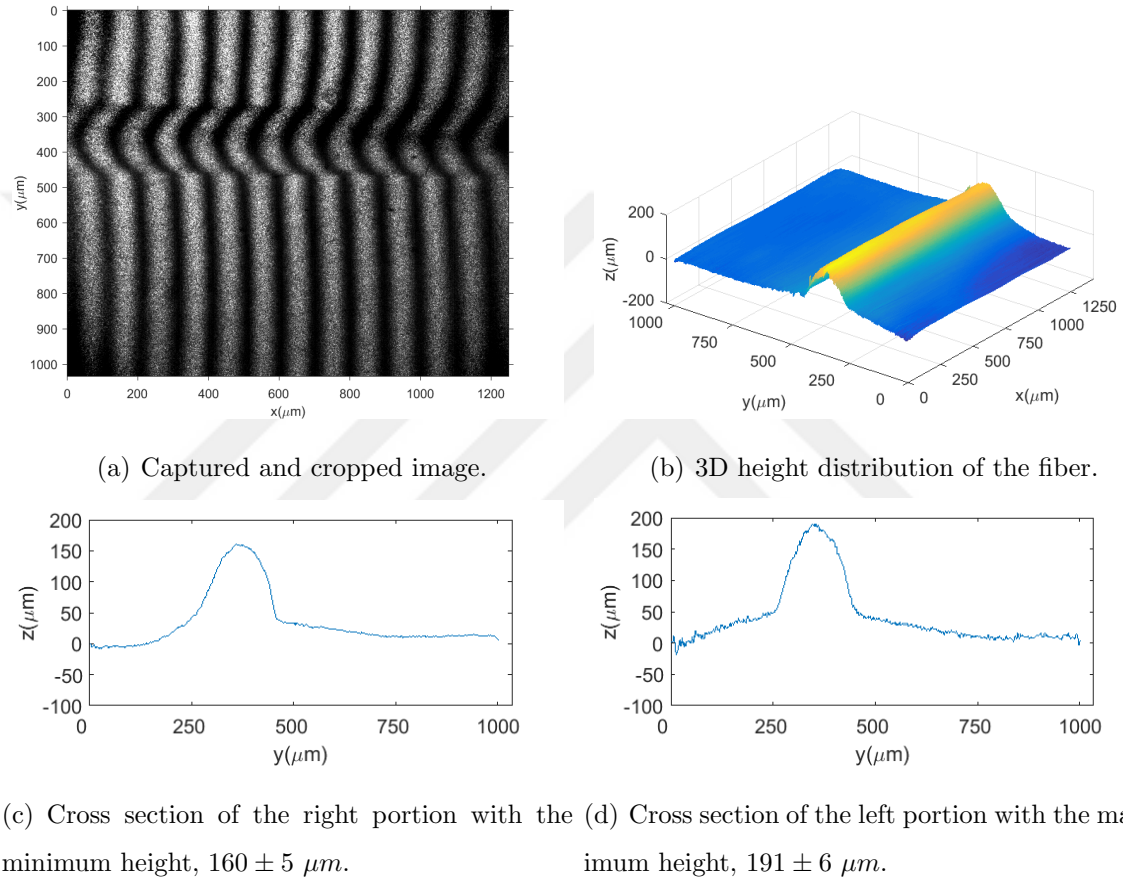 0
100
200
300
400
500
600
700
800
900
1000
y(μm)
0 200 400 600 800 1000 1200
x(μm)
200
0
-200
z(μm)
1000
750
500
250
0
y(μm)
0
250
500
750
1000
1250
x(μm)
(a) Captured and cropped image.
(b) 3D height distribution of the fiber.
200
150
100
50
0
-50
-100
z(μm)
0 250 500 750 1000
y(μm)
200
150
100
50
0
-50
-100
z(μm)
0 250 500 750 1000
y(μm)
(c) Cross section of the right portion with the
minimum height, 160 ± 5 μm.
(d) Cross section of the left portion with the ma
imum height, 191 ± 6 μm.